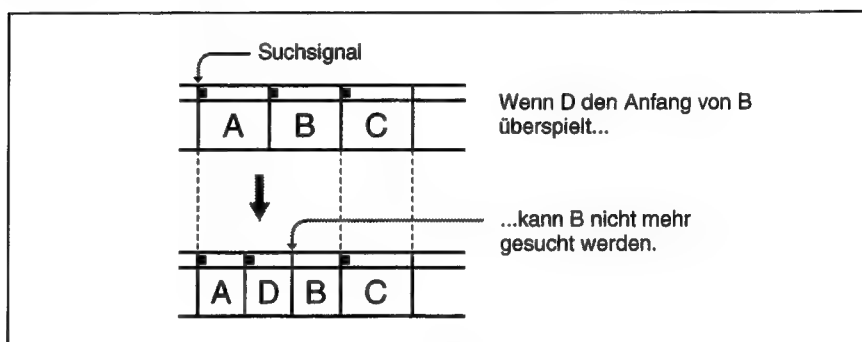 Suchsignal
A B C
Wenn D den Anfang von B
überspielt...
...kann B nicht mehr
gesucht werden.
A D B C